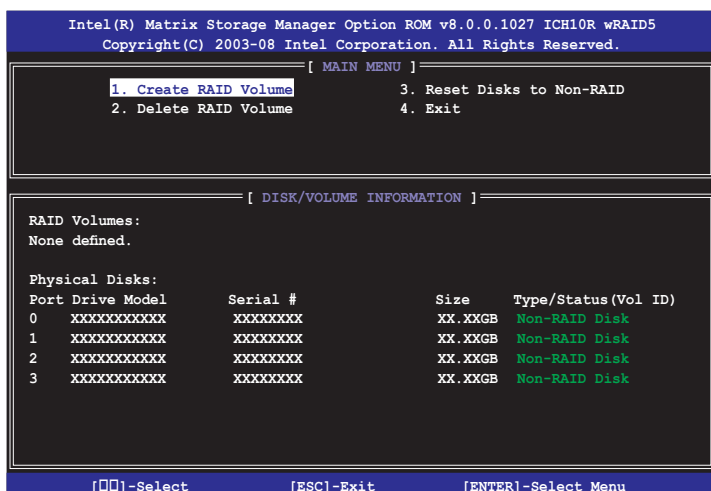 Intel(R) Matrix Storage Manager Option ROM v8.0.0.1027 ICH10R wRAID5
Copyright(C) 2003-08 Intel Corporation. All Rights Reserved.
[ MAIN MENU ]
1. Create RAID Volume 3. Reset Disks to Non-RAID
2. Delete RAID Volume 4. Exit
[ DISK/VOLUME INFORMATION ]
RAID Volumes:
None defined.
Physical Disks:
Port Drive Model Serial # Size Type/Status(Vol ID)
0 XXXXXXXXXXX XXXXXXXX XX.XXGB Non-RAID Disk
1 XXXXXXXXXXX XXXXXXXX XX.XXGB Non-RAID Disk
2 XXXXXXXXXXX XXXXXXXX XX.XXGB Non-RAID Disk
3 XXXXXXXXXXX XXXXXXXX XX.XXGB Non-RAID Disk
[▯▯]-Select [ESC]-Exit [ENTER]-Select Menu